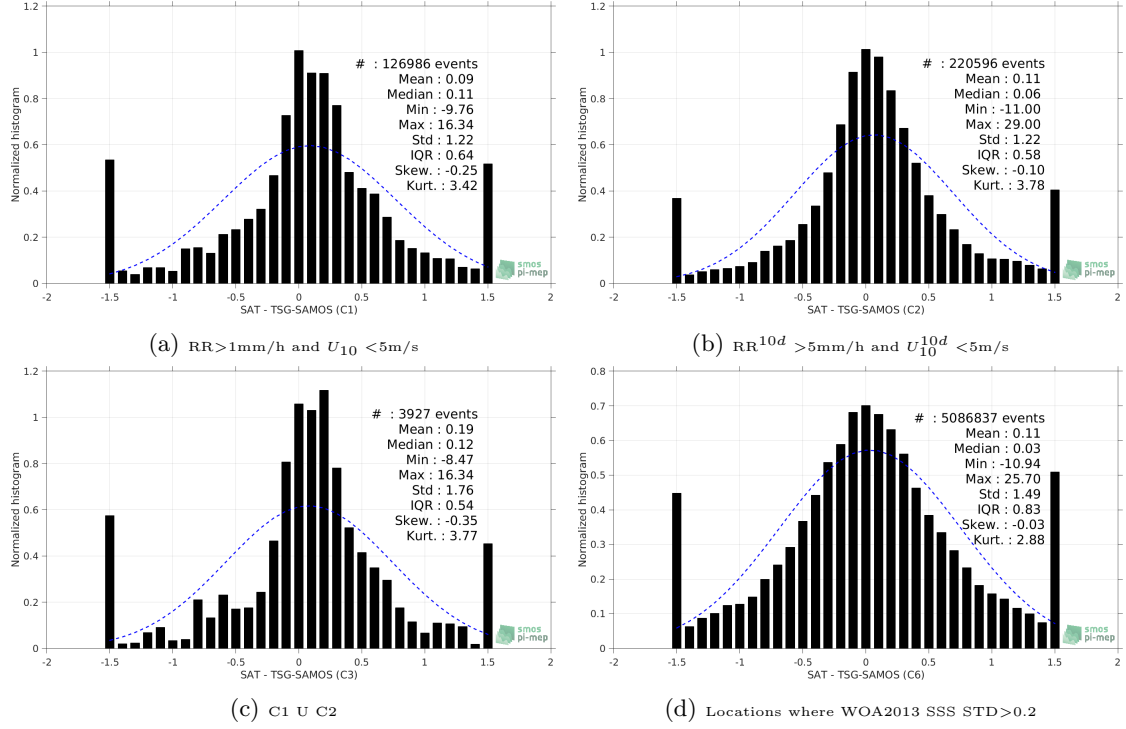 1.2
1
0.8
0.6
0.4
0.2
0
Normalized histogram
# : 126986 events
Mean : 0.09
Median : 0.11
Min : -9.76
Max : 16.34
Std : 1.22
IQR : 0.64
Skew. : -0.25
Kurt. : 3.42
smos
pi-mep
-2 -1.5 -1 -0.5 0 0.5 1 1.5 2
SAT - TSG-SAMOS (C1)
(a) RR>1mm/h and U10 <5m/s
1.2
1
0.8
0.6
0.4
0.2
0
Normalized histogram
# : 220596 events
Mean : 0.11
Median : 0.06
Min : -11.00
Max : 29.00
Std : 1.22
IQR : 0.58
Skew. : -0.10
Kurt. : 3.78
smos
pi-mep
-2 -1.5 -1 -0.5 0 0.5 1 1.5 2
SAT - TSG-SAMOS (C2)
(b) RR^10d >5mm/h and U10^10d <5m/s
1.2
1
0.8
0.6
0.4
0.2
0
Normalized histogram
# : 3927 events
Mean : 0.19
Median : 0.12
Min : -8.47
Max : 16.34
Std : 1.76
IQR : 0.54
Skew. : -0.35
Kurt. : 3.77
smos
pi-mep
-2 -1.5 -1 -0.5 0 0.5 1 1.5 2
SAT - TSG-SAMOS (C3)
(c) C1 U C2
0.8
0.7
0.6
0.5
0.4
0.3
0.2
0.1
0
Normalized histogram
# : 5086837 events
Mean : 0.11
Median : 0.03
Min : -10.94
Max : 25.70
Std : 1.49
IQR : 0.83
Skew. : -0.03
Kurt. : 2.88
smos
pi-mep
-2 -1.5 -1 -0.5 0 0.5 1 1.5 2
SAT - TSG-SAMOS (C6)
(d) Locations where WOA2013 SSS STD>0.2